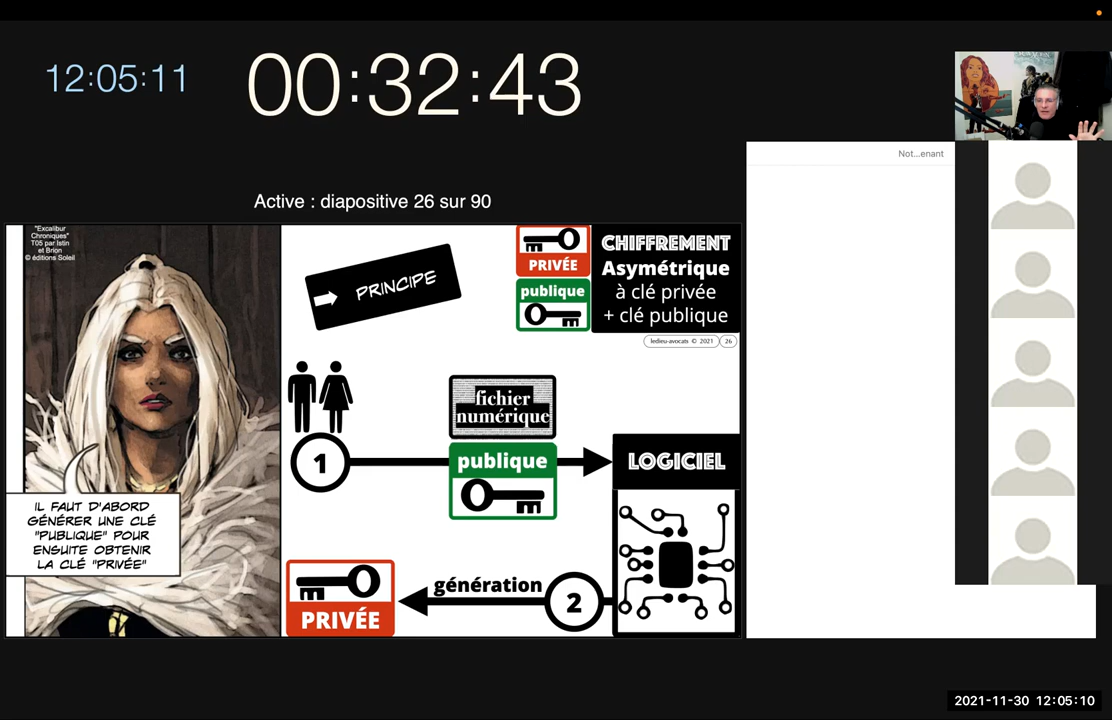 12:05:11
00:32:43
Not...enant
Active : diapositive 26 sur 90
"Excalibur
Chroniques"
T05 par Istin
et Brion
© éditions Soleil
PRINCIPE
PRIVÉE
publique
CHIFFREMENT
Asymétrique
à clé privée
+ clé publique
ledieu-avocats © 2021
26
fichier
numérique
1
publique
LOGICIEL
IL FAUT D'ABORD
GÉNÉRER UNE CLÉ
"PUBLIQUE" POUR
ENSUITE OBTENIR
LA CLÉ "PRIVÉE"
PRIVÉE
génération
2
2021-11-30 12:05:10